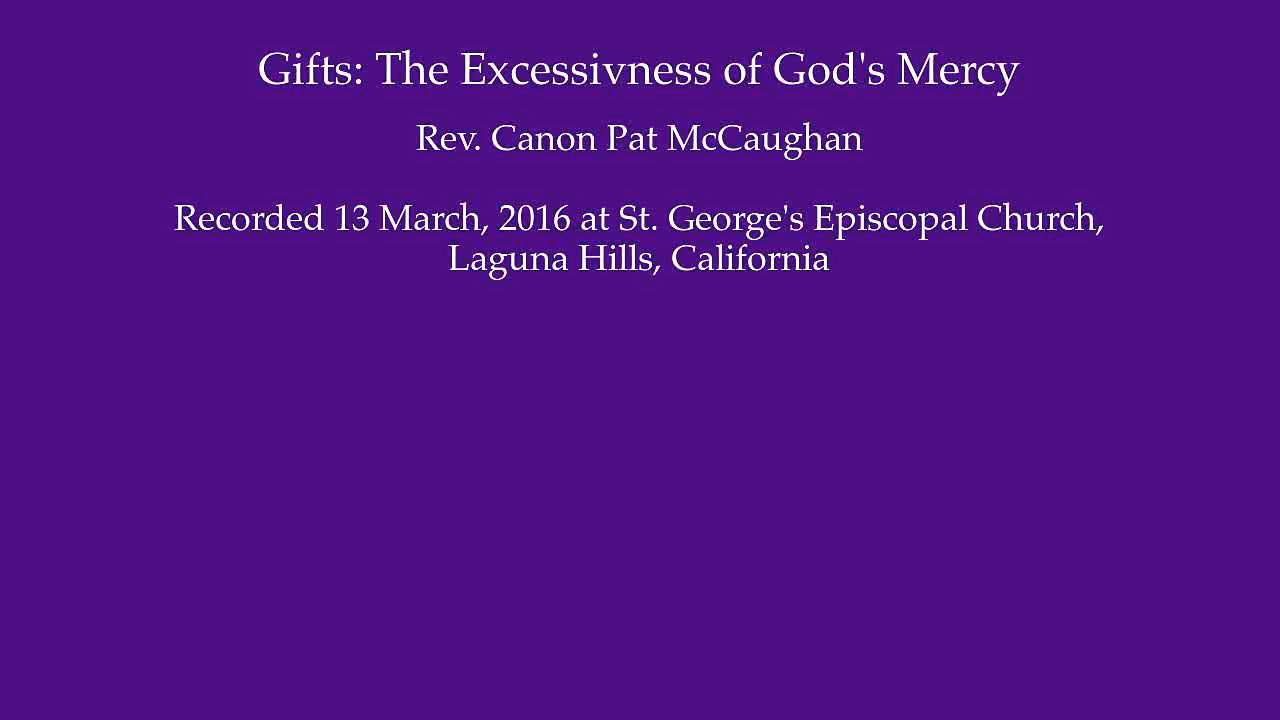 Gifts: The Excessivness of God's Mercy
Rev. Canon Pat McCaughan
Recorded 13 March, 2016 at St. George's Episcopal Church,
Laguna Hills, California